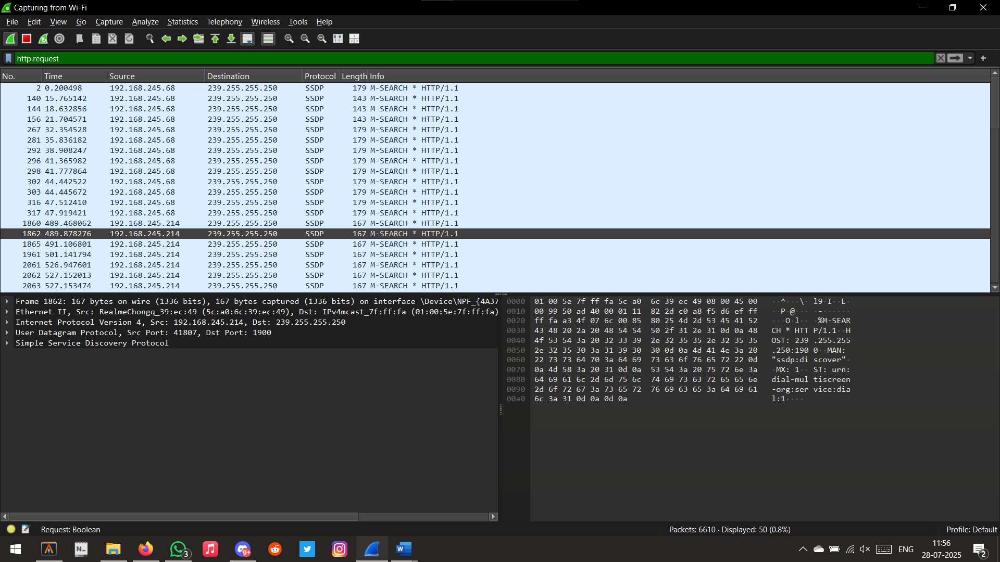 Capturing from Wi-Fi
File Edit View Go Capture Analyze Statistics Telephony Wireless Tools Help
http.request
No. Time Source Destination Protocol Length Info
2 0.200498 192.168.245.68 239.255.255.250 SSDP 179 M-SEARCH * HTTP/1.1
140 15.765142 192.168.245.68 239.255.255.250 SSDP 143 M-SEARCH * HTTP/1.1
144 18.632856 192.168.245.68 239.255.255.250 SSDP 143 M-SEARCH * HTTP/1.1
156 21.704571 192.168.245.68 239.255.255.250 SSDP 143 M-SEARCH * HTTP/1.1
267 32.354528 192.168.245.68 239.255.255.250 SSDP 179 M-SEARCH * HTTP/1.1
281 35.836182 192.168.245.68 239.255.255.250 SSDP 179 M-SEARCH * HTTP/1.1
292 38.908247 192.168.245.68 239.255.255.250 SSDP 179 M-SEARCH * HTTP/1.1
296 41.365982 192.168.245.68 239.255.255.250 SSDP 179 M-SEARCH * HTTP/1.1
298 41.777864 192.168.245.68 239.255.255.250 SSDP 179 M-SEARCH * HTTP/1.1
302 44.442522 192.168.245.68 239.255.255.250 SSDP 179 M-SEARCH * HTTP/1.1
303 44.445672 192.168.245.68 239.255.255.250 SSDP 179 M-SEARCH * HTTP/1.1
316 47.512410 192.168.245.68 239.255.255.250 SSDP 179 M-SEARCH * HTTP/1.1
317 47.919421 192.168.245.68 239.255.255.250 SSDP 179 M-SEARCH * HTTP/1.1
1860 489.468062 192.168.245.214 239.255.255.250 SSDP 167 M-SEARCH * HTTP/1.1
1862 489.878276 192.168.245.214 239.255.255.250 SSDP 167 M-SEARCH * HTTP/1.1
1865 491.106801 192.168.245.214 239.255.255.250 SSDP 167 M-SEARCH * HTTP/1.1
1961 501.141794 192.168.245.214 239.255.255.250 SSDP 167 M-SEARCH * HTTP/1.1
2061 526.947601 192.168.245.214 239.255.255.250 SSDP 167 M-SEARCH * HTTP/1.1
2062 527.152013 192.168.245.214 239.255.255.250 SSDP 167 M-SEARCH * HTTP/1.1
2063 527.153474 192.168.245.214 239.255.255.250 SSDP 167 M-SEARCH * HTTP/1.1
Frame 1862: 167 bytes on wire (1336 bits), 167 bytes captured (1336 bits) on interface \Device\NPF_{4A37
Ethernet II, Src: RealmeChongq_39:ec:49 (5c:a0:6c:39:ec:49), Dst: IPv4mcast_7f:ff:fa (01:00:5e:7f:ff:fa)
Internet Protocol Version 4, Src: 192.168.245.214, Dst: 239.255.255.250
User Datagram Protocol, Src Port: 41807, Dst Port: 1900
Simple Service Discovery Protocol
0000 01 00 5e 7f ff fa 5c a0 6c 39 ec 49 08 00 45 00 ··^···\· l9·I··E·
0010 00 99 50 ad 40 00 01 11 82 2d c0 a8 f5 d6 ef ff ··P·@··· ·-······
0020 ff fa a3 4f 07 6c 00 85 80 25 4d 2d 53 45 41 52 ···O·l·· ·%M-SEAR
0030 43 48 20 2a 20 48 54 54 50 2f 31 2e 31 0d 0a 48 CH * HTT P/1.1··H
0040 4f 53 54 3a 20 32 33 39 2e 32 35 35 2e 32 35 35 OST: 239 .255.255
0050 2e 32 35 30 3a 31 39 30 30 0d 0a 4d 41 4e 3a 20 .250:190 0··MAN:
0060 22 73 73 64 70 3a 64 69 73 63 6f 76 65 72 22 0d "ssdp:di scover"·
0070 0a 4d 58 3a 20 31 0d 0a 53 54 3a 20 75 72 6e 3a ·MX: 1·· ST: urn:
0080 64 69 61 6c 2d 6d 75 6c 74 69 73 63 72 65 65 6e dial-mul tiscreen
0090 2d 6f 72 67 3a 73 65 72 76 69 63 65 3a 64 69 61 -org:ser vice:dia
00a0 6c 3a 31 0d 0a 0d 0a l:1····
Request: Boolean Packets: 6610 · Displayed: 50 (0.8%) Profile: Default
N 3 9+ W ENG 11:56
28-07-2025 2